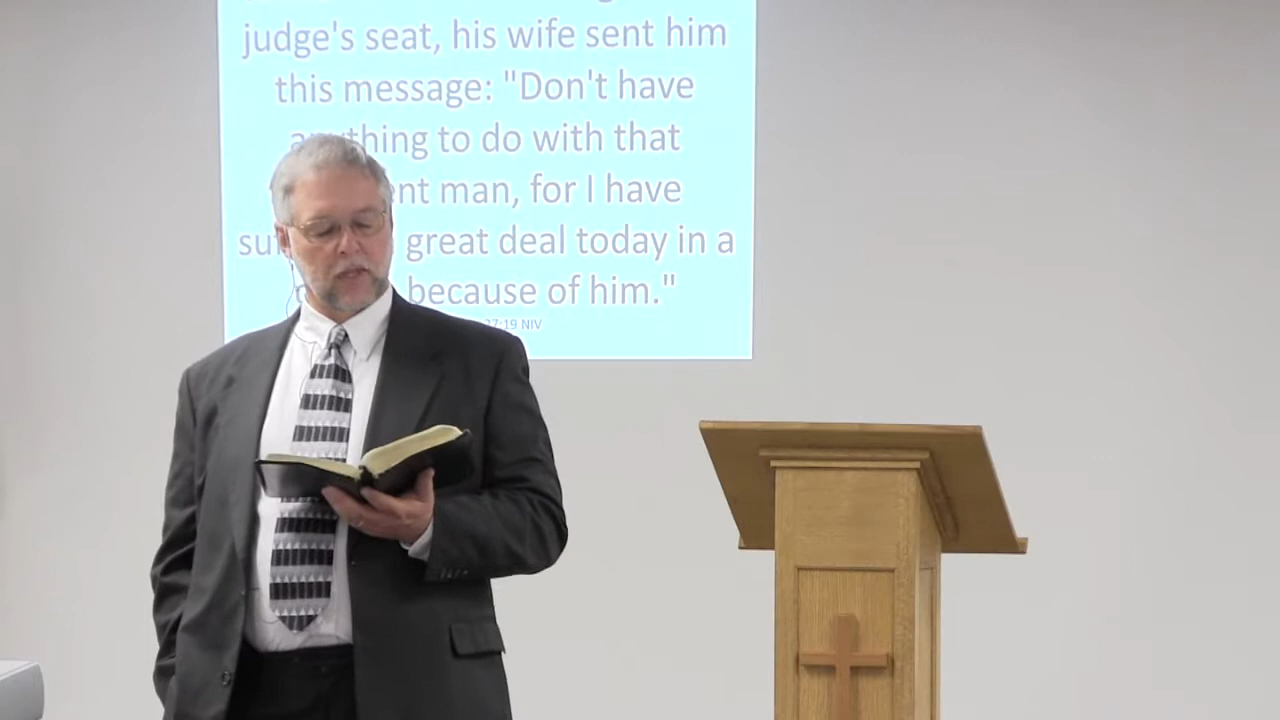 judge's seat, his wife sent him
this message: "Don't have
to do with that
man, for I have
great deal today in a
because of him."
27:19 NIV